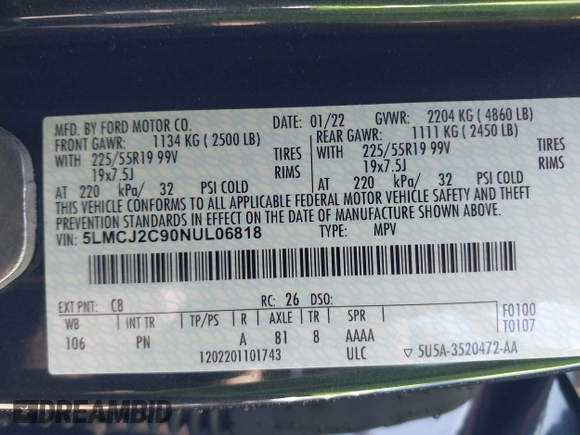 MFD. BY FORD MOTOR CO. DATE: 01/22 GVWR: 2204 KG ( 4860 LB)
FRONT GAWR: 1134 KG ( 2500 LB) REAR GAWR: 1111 KG ( 2450 LB)
WITH 225/55R19 99V TIRES WITH 225/55R19 99V TIRES
19x7.5J RIMS 19x7.5J RIMS
AT 220 kPa/ 32 PSI COLD AT 220 kPa/ 32 PSI COLD
THIS VEHICLE CONFORMS TO ALL APPLICABLE FEDERAL MOTOR VEHICLE SAFETY AND THEFT
PREVENTION STANDARDS IN EFFECT ON THE DATE OF MANUFACTURE SHOWN ABOVE.
VIN: 5LMCJ2C90NUL06818 TYPE: MPV
EXT PNT: C8 RC: 26 DSO: F0100
WB INT TR TP/PS R A TR SPR T0107
106 PN A 81 8 AAAA
1202201101743 ULC ▽ 5U5A-3520472-AA
DREAMBID